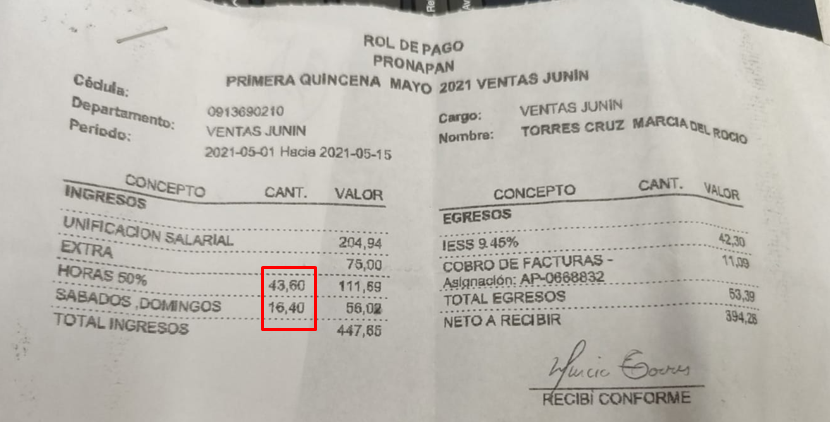 ROL DE PAGO
PRONAPAN
PRIMERA QUINCENA MAYO 2021 VENTAS JUNIN
Cédula: 0913690210
Departamento: VENTAS JUNIN
Período: 2021-05-01 Hacia 2021-05-15
Cargo: VENTAS JUNIN
Nombre: TORRES CRUZ MARCIA DEL ROCIO
CONCEPTO CANT. VALOR
INGRESOS
UNIFICACION SALARIAL 204,94
EXTRA 75,00
HORAS 50% 43,60 111,69
SABADOS ,DOMINGOS 16,40 56,02
TOTAL INGRESOS 447,65
CONCEPTO CANT. VALOR
EGRESOS
IESS 9.45% 42,30
COBRO DE FACTURAS - 11,09
Asignación: AP-0668832
TOTAL EGRESOS 53,39
NETO A RECIBIR 394,26
RECIBÍ CONFORME